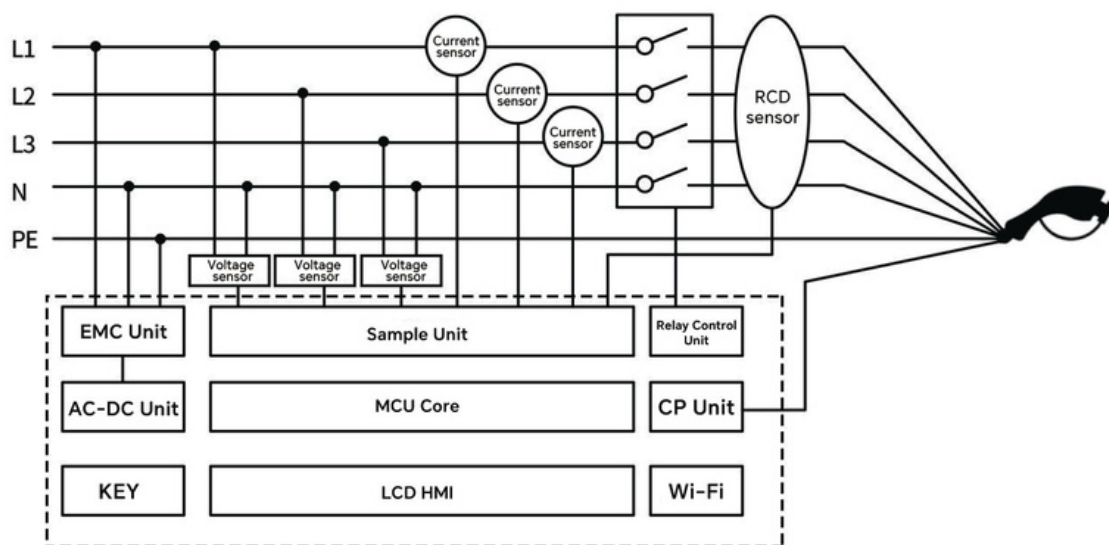 L1
L2
L3
N
PE
Current
sensor
Current
sensor
Current
sensor
RCD
sensor
Voltage
sensor
Voltage
sensor
Voltage
sensor
EMC Unit
Sample Unit
Relay Control
Unit
AC-DC Unit
MCU Core
CP Unit
KEY
LCD HMI
Wi-Fi